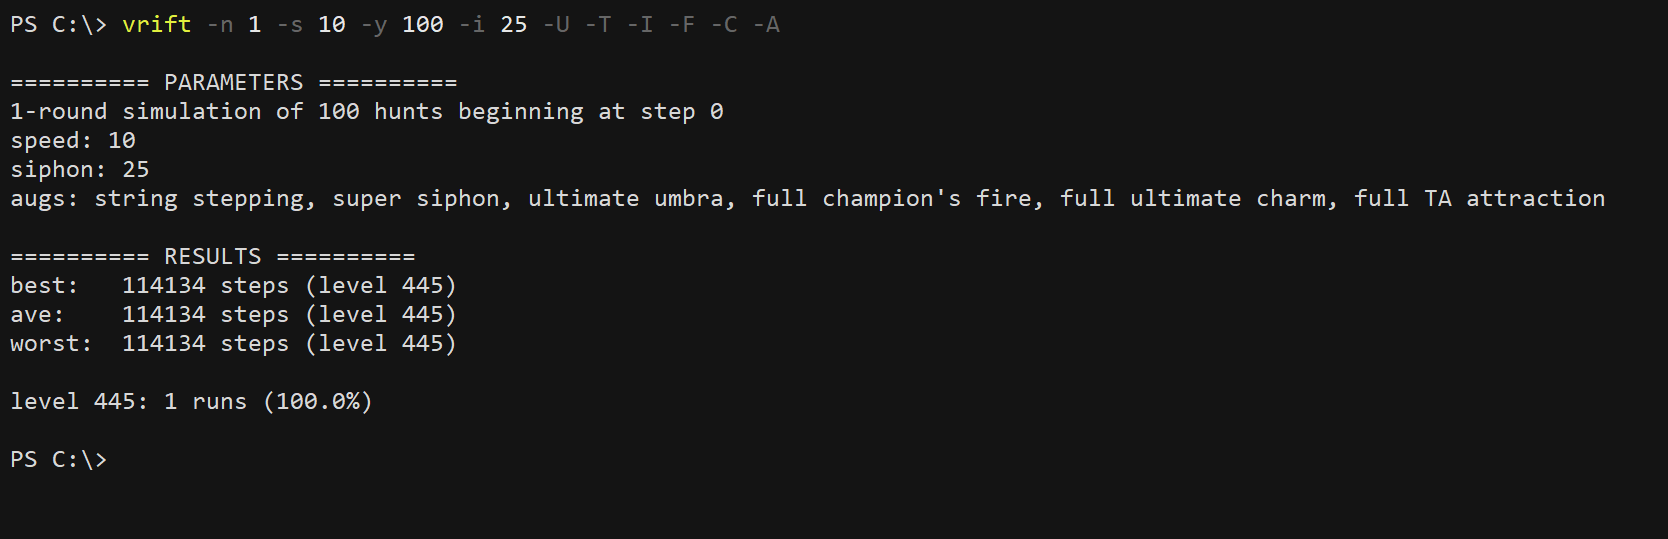 PS C:\> vrift -n 1 -s 10 -y 100 -i 25 -U -T -I -F -C -A
========== PARAMETERS ==========
1-round simulation of 100 hunts beginning at step 0
speed: 10
siphon: 25
augs: string stepping, super siphon, ultimate umbra, full champion's fire, full ultimate charm, full TA attraction
========== RESULTS ==========
best:   114134 steps (level 445)
ave:    114134 steps (level 445)
worst:  114134 steps (level 445)
level 445: 1 runs (100.0%)
PS C:\>